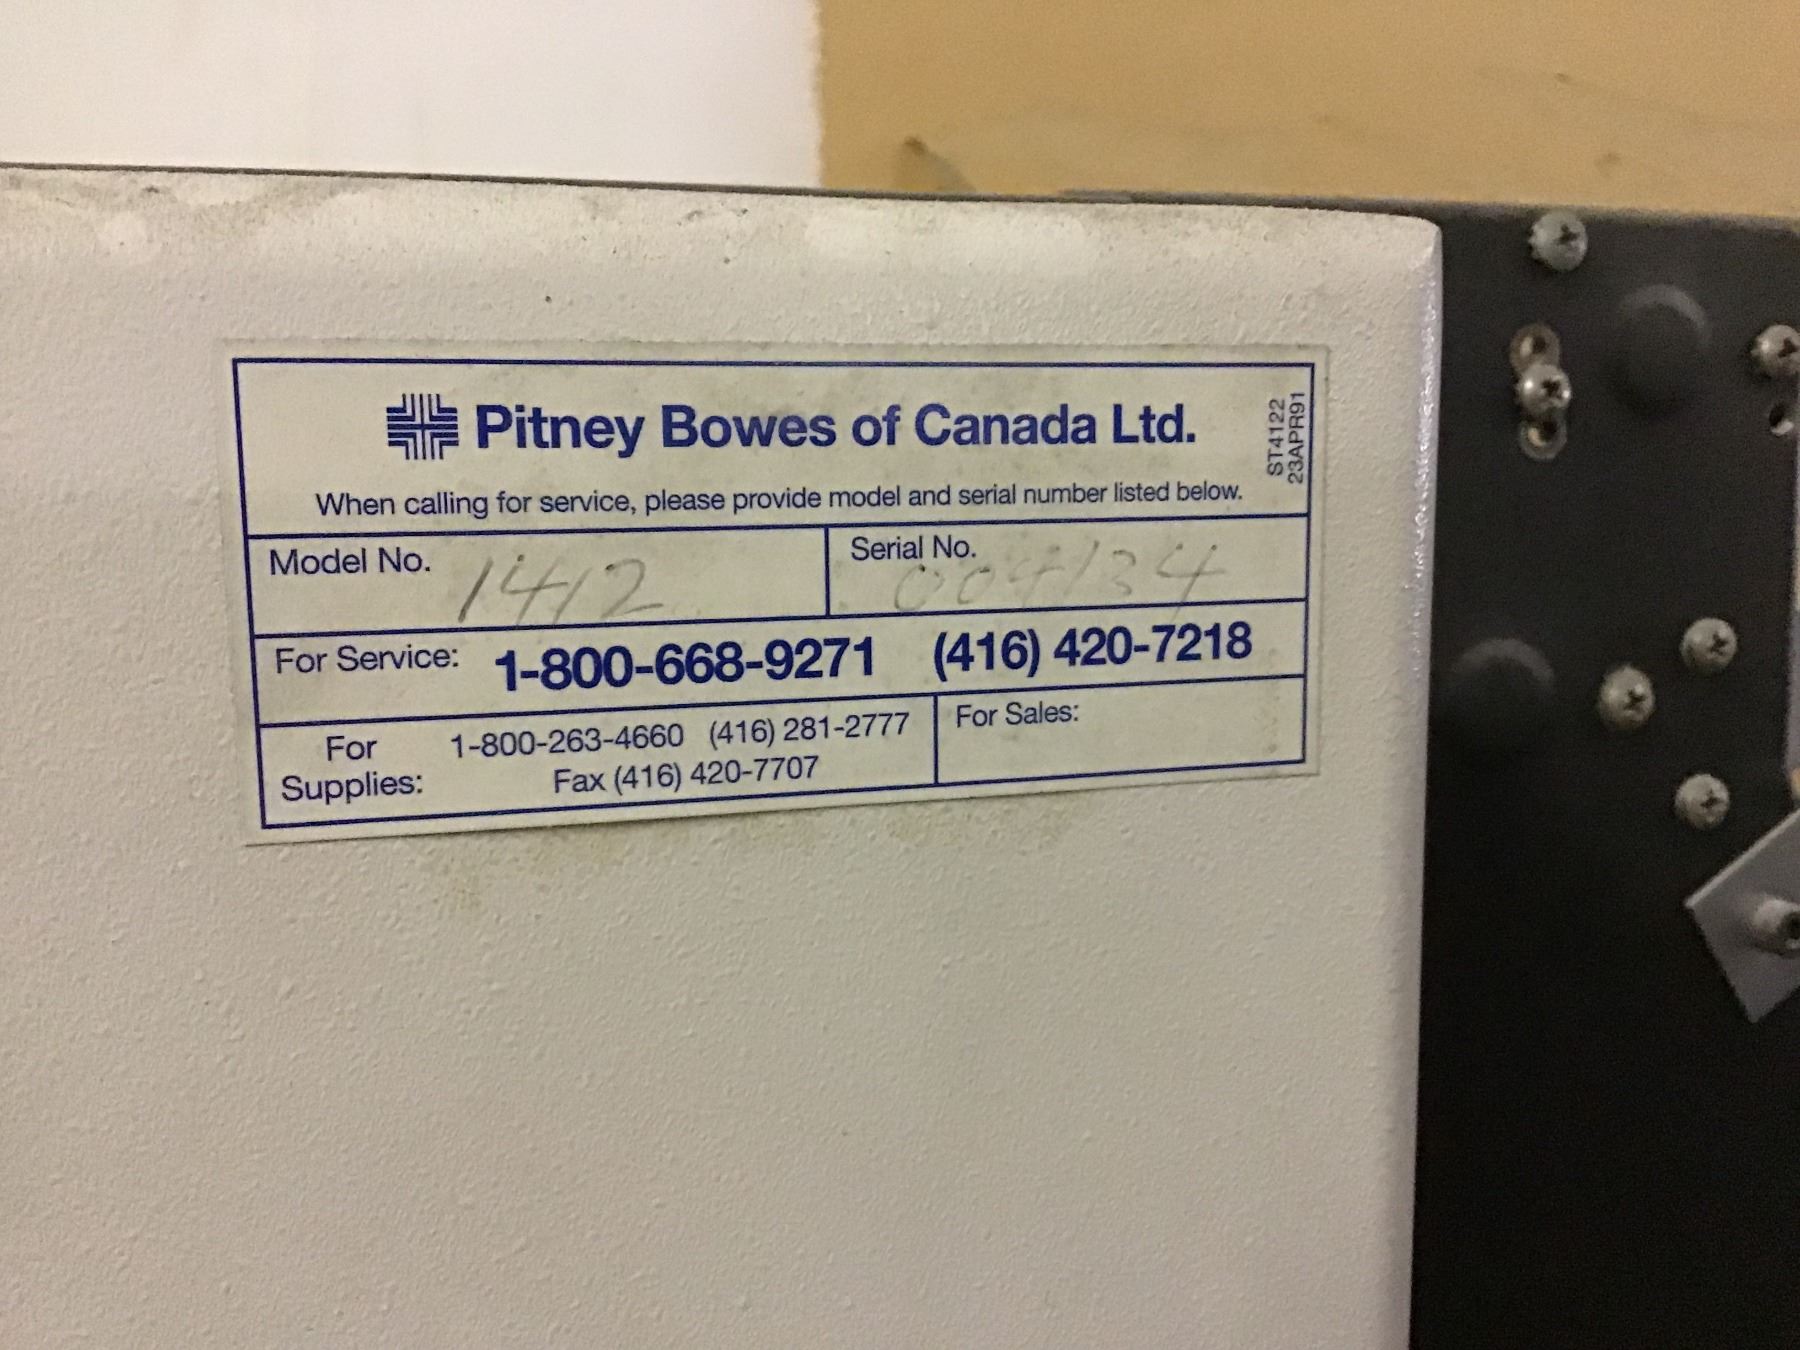 Pitney Bowes of Canada Ltd.
ST4122
23APR91
When calling for service, please provide model and serial number listed below.
Model No. 1412
Serial No. 004134
For Service: 1-800-668-9271 (416) 420-7218
For Supplies: 1-800-263-4660 (416) 281-2777
Fax (416) 420-7707
For Sales: